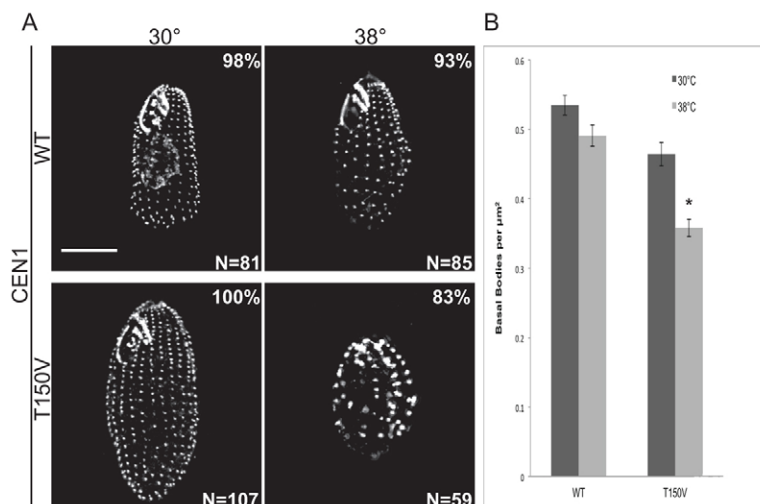 A
B
30°
38°
WT
98%
N=81
93%
N=85
CEN1
T150V
100%
N=107
83%
N=59
Basal Bodies per µm²
0.6
0.5
0.4
0.3
0.2
0.1
0
30°C
38°C
*
WT
T150V